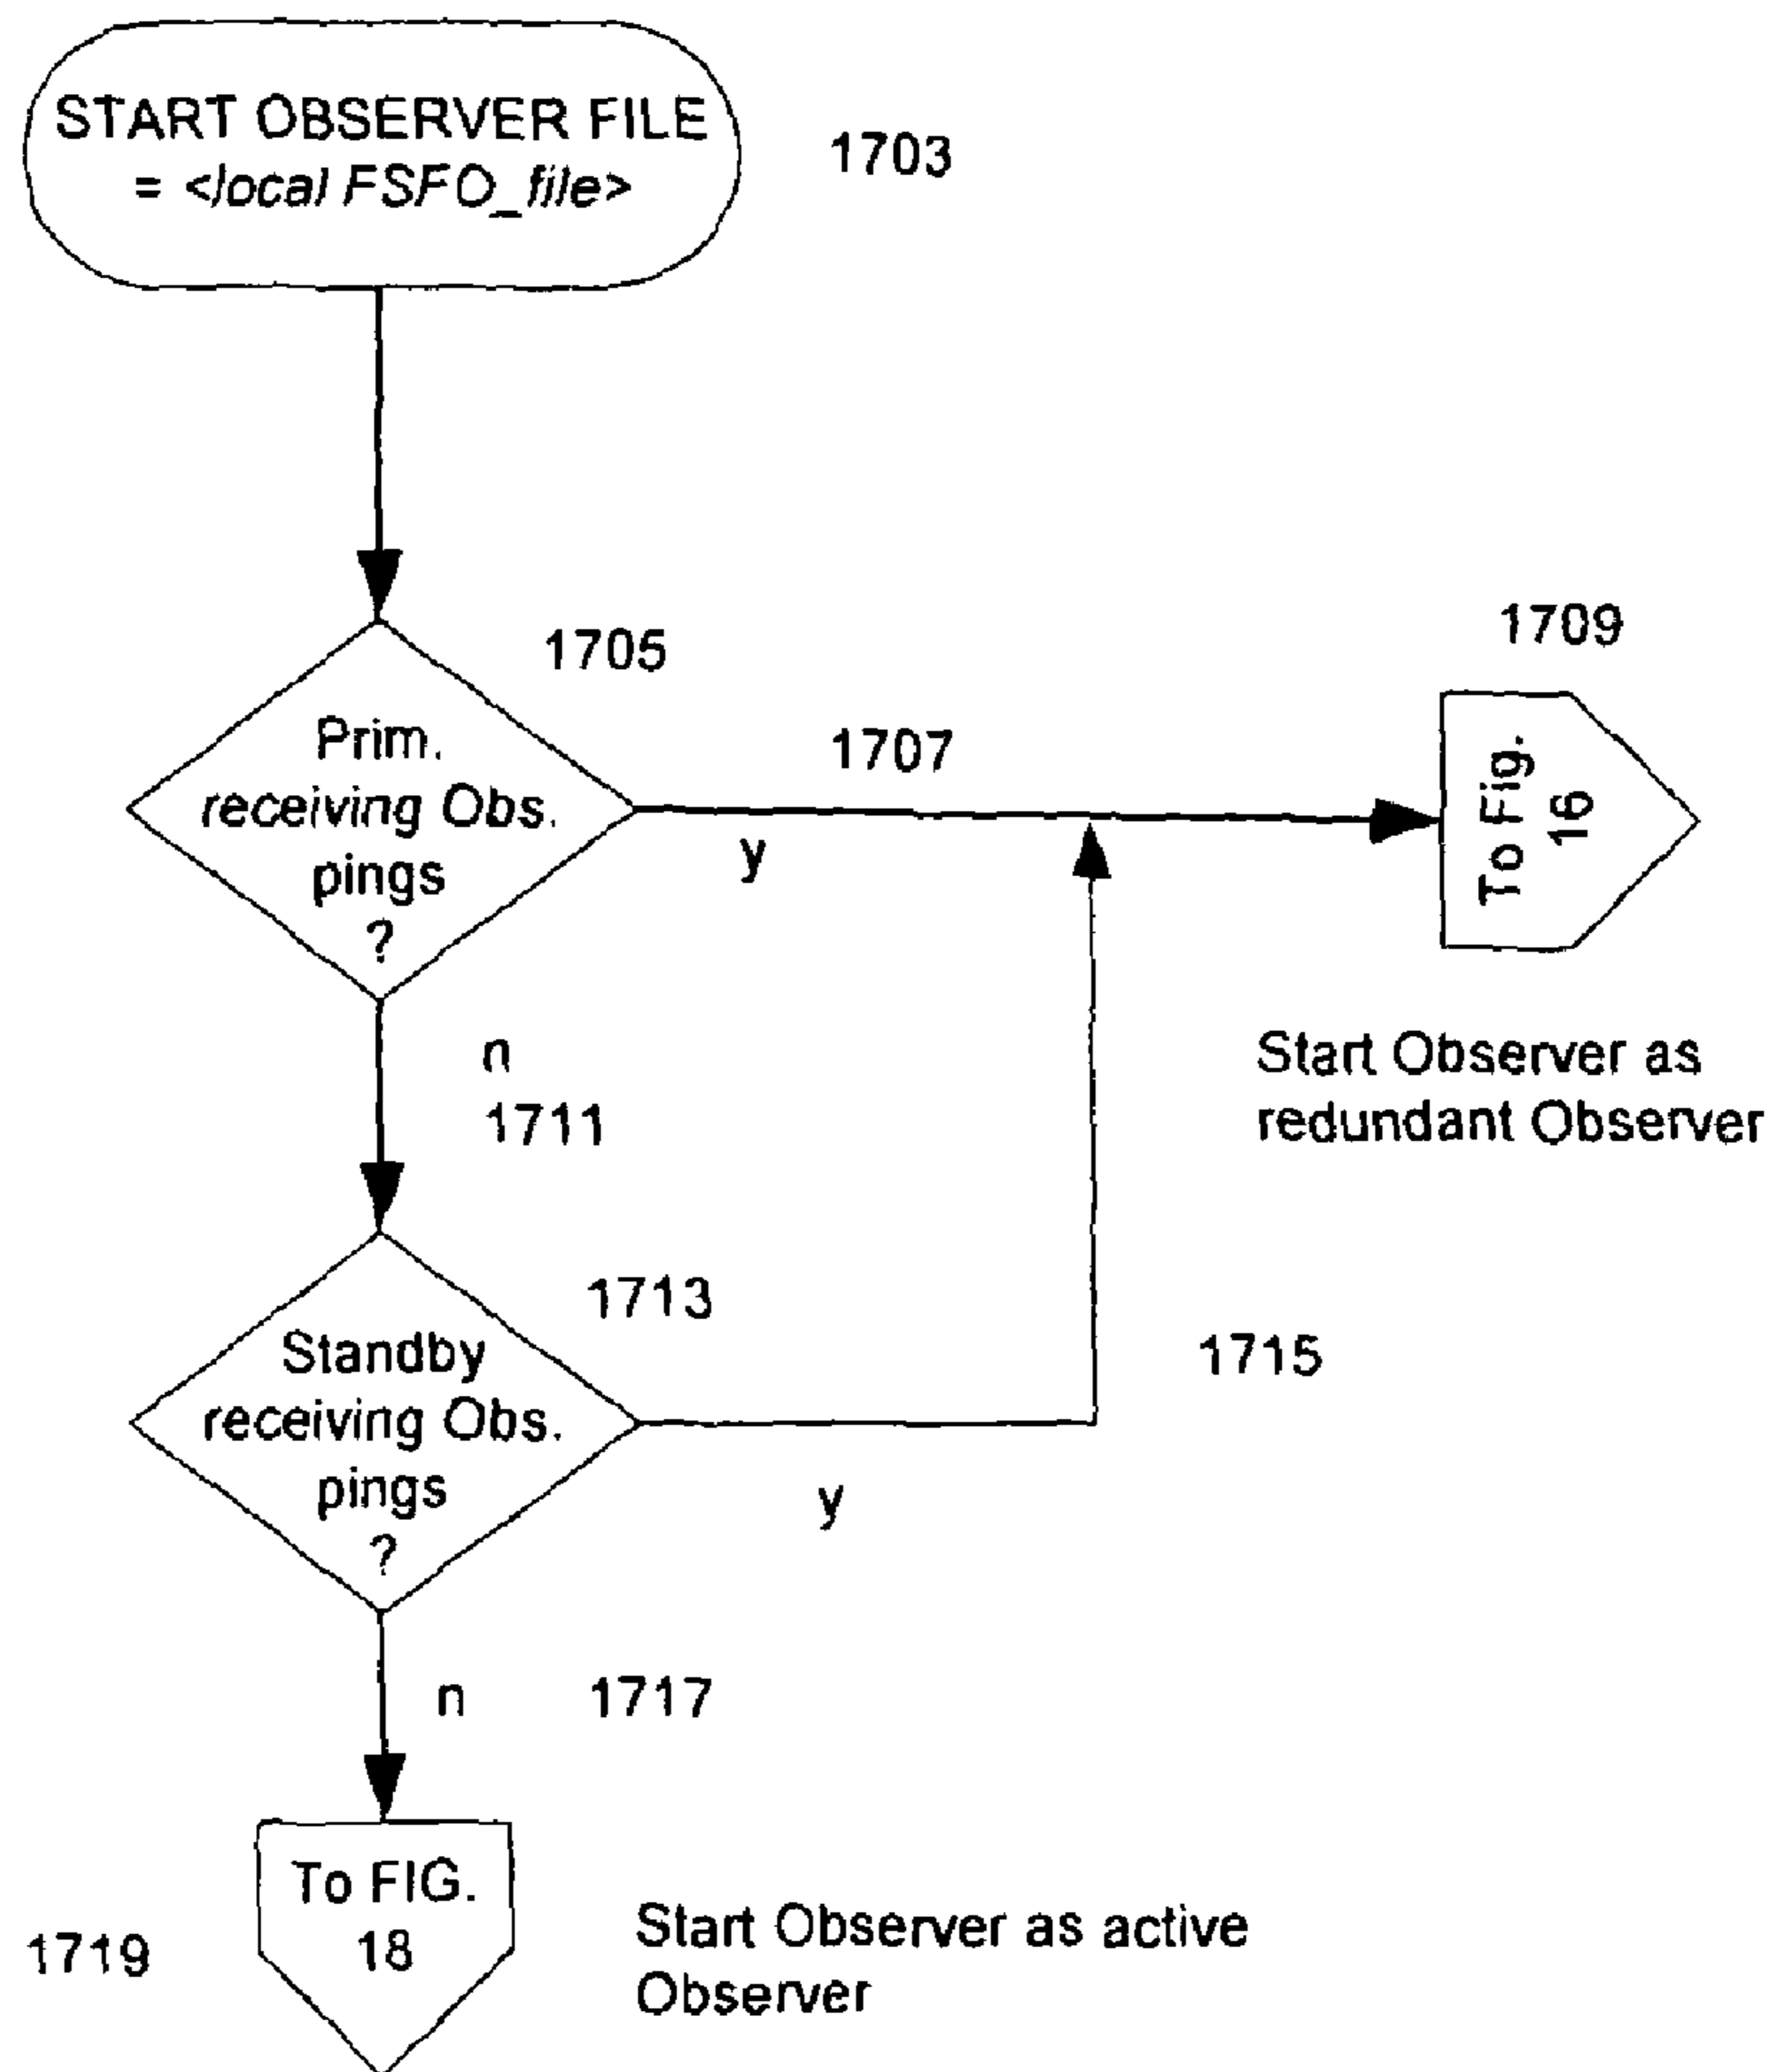 START OBSERVER FILE
= <local FSFO_file>
1703
1705
Prim.
receiving Obs.
pings
?
1707
y
1709
To Fig.
16
Start Observer as
redundant Observer
n
1711
1713
Standby
receiving Obs.
pings
?
1715
y
n
1717
To FIG.
18
1719
Start Observer as active
Observer